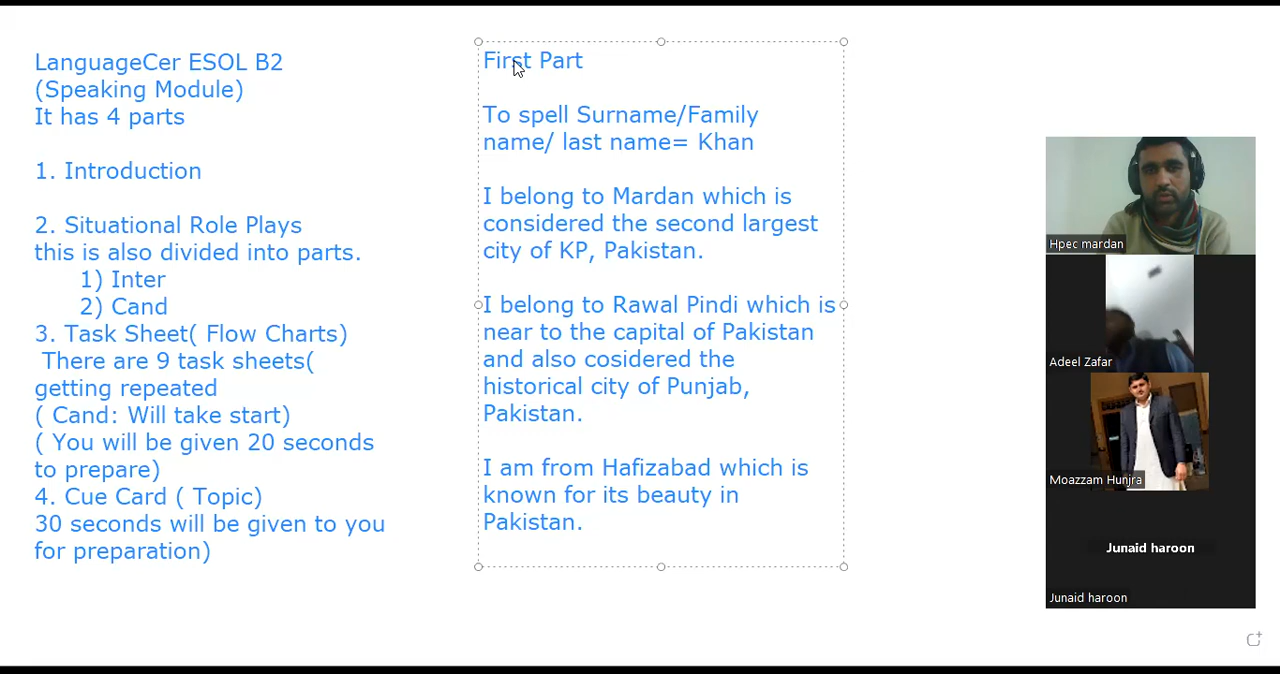 LanguageCer ESOL B2
(Speaking Module)
It has 4 parts
1. Introduction
2. Situational Role Plays
this is also divided into parts.
1) Inter
2) Cand
3. Task Sheet( Flow Charts)
There are 9 task sheets(
getting repeated
( Cand: Will take start)
( You will be given 20 seconds
to prepare)
4. Cue Card ( Topic)
30 seconds will be given to you
for preparation)
First Part
To spell Surname/Family
name/ last name= Khan
I belong to Mardan which is
considered the second largest
city of KP, Pakistan.
I belong to Rawal Pindi which is
near to the capital of Pakistan
and also cosidered the
historical city of Punjab,
Pakistan.
I am from Hafizabad which is
known for its beauty in
Pakistan.
Hpec mardan
Adeel Zafar
Moazzam Hunjra
Junaid haroon
Junaid haroon